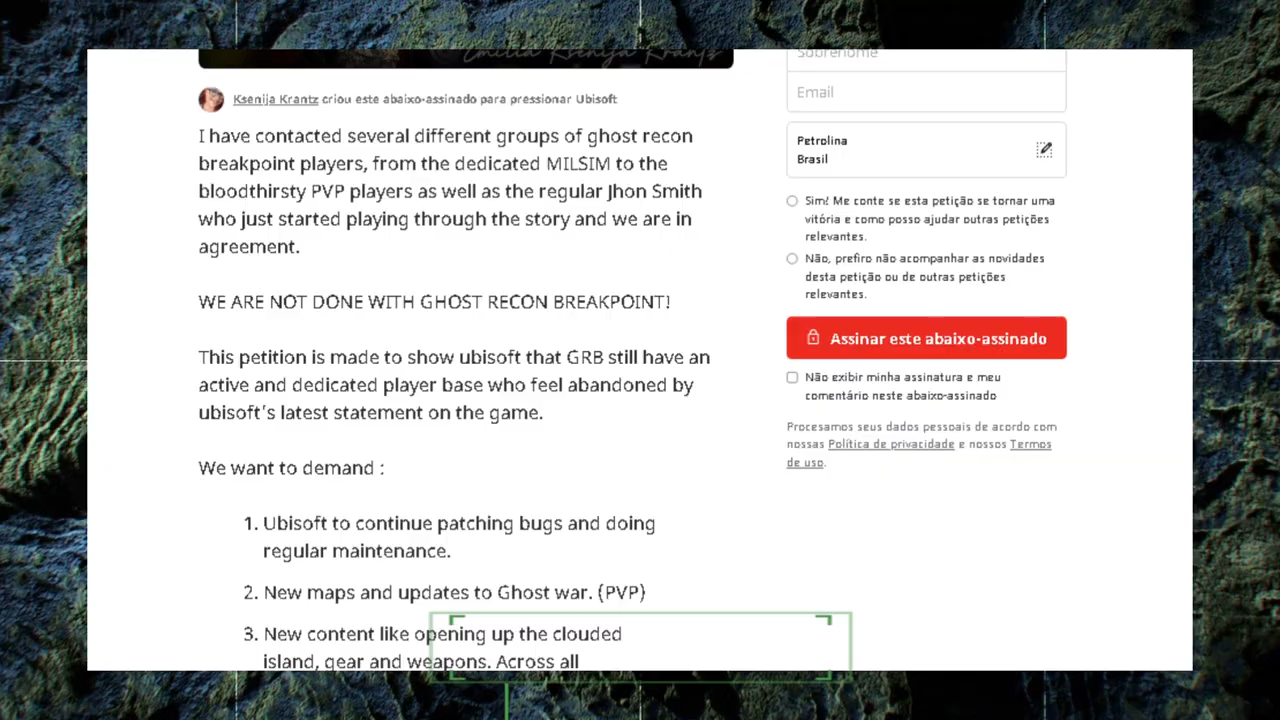 Ksenija Krantz criou este abaixo-assinado para pressionar Ubisoft
I have contacted several different groups of ghost recon
breakpoint players, from the dedicated MILSIM to the
bloodthirsty PVP players as well as the regular Jhon Smith
who just started playing through the story and we are in
agreement.
WE ARE NOT DONE WITH GHOST RECON BREAKPOINT!
This petition is made to show ubisoft that GRB still have an
active and dedicated player base who feel abandoned by
ubisoft's latest statement on the game.
We want to demand :
1. Ubisoft to continue patching bugs and doing
regular maintenance.
2. New maps and updates to Ghost war. (PVP)
3. New content like opening up the clouded
island, gear and weapons. Across all
Sobrenome
Email
Petrolina
Brasil
Sim! Me conte se esta petição se tornar uma
vitória e como posso ajudar outras petições
relevantes.
Não, prefiro não acompanhar as novidades
desta petição ou de outras petições
relevantes.
Assinar este abaixo-assinado
Não exibir minha assinatura e meu
comentário neste abaixo-assinado
Procesamos seus dados pessoais de acordo com
nossas Política de privacidade e nossos Termos
de uso.